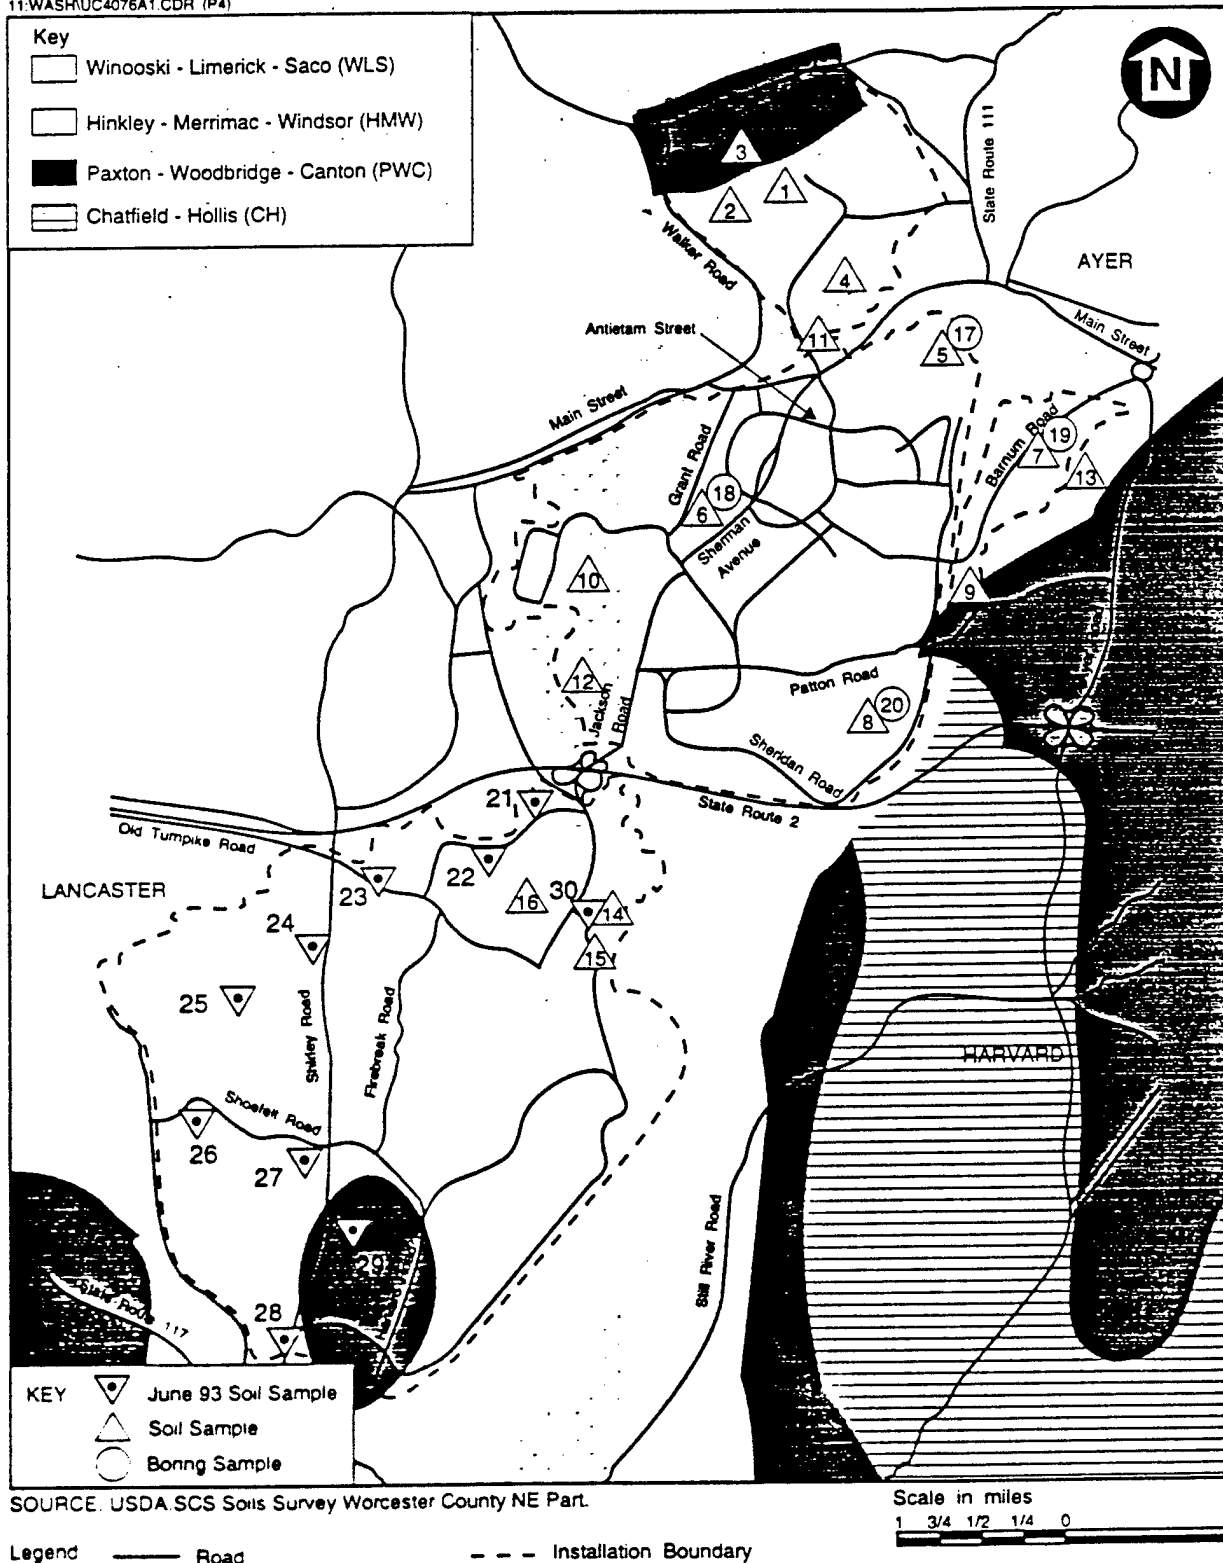 11:WASH\UC4076A1.CDR (P4)
Key
Winooski - Limerick - Saco (WLS)
Hinkley - Merrimac - Windsor (HMW)
Paxton - Woodbridge - Canton (PWC)
Chatfield - Hollis (CH)
N
State Route 111
3
1
2
Walker Road
4
AYER
Antietam Street
11
17
5
Main Street
Main Street
Grant Road
Barnum Road
19
7
13
18
6
Sherman
Avenue
10
9
12
Jackson
Road
Patton Road
20
8
Sheridan Road
21
State Route 2
Old Turnpike Road
22
LANCASTER
23
16
30
14
24
15
25
Shirley Road
Firebreak Road
HARVARD
Shoefelt Road
26
27
Still River Road
29
State Route 117
28
KEY
June 93 Soil Sample
Soil Sample
Boring Sample
SOURCE. USDA.SCS Soils Survey Worcester County NE Part.
Scale in miles
1 3/4 1/2 1/4 0
Legend
Road
Installation Boundary